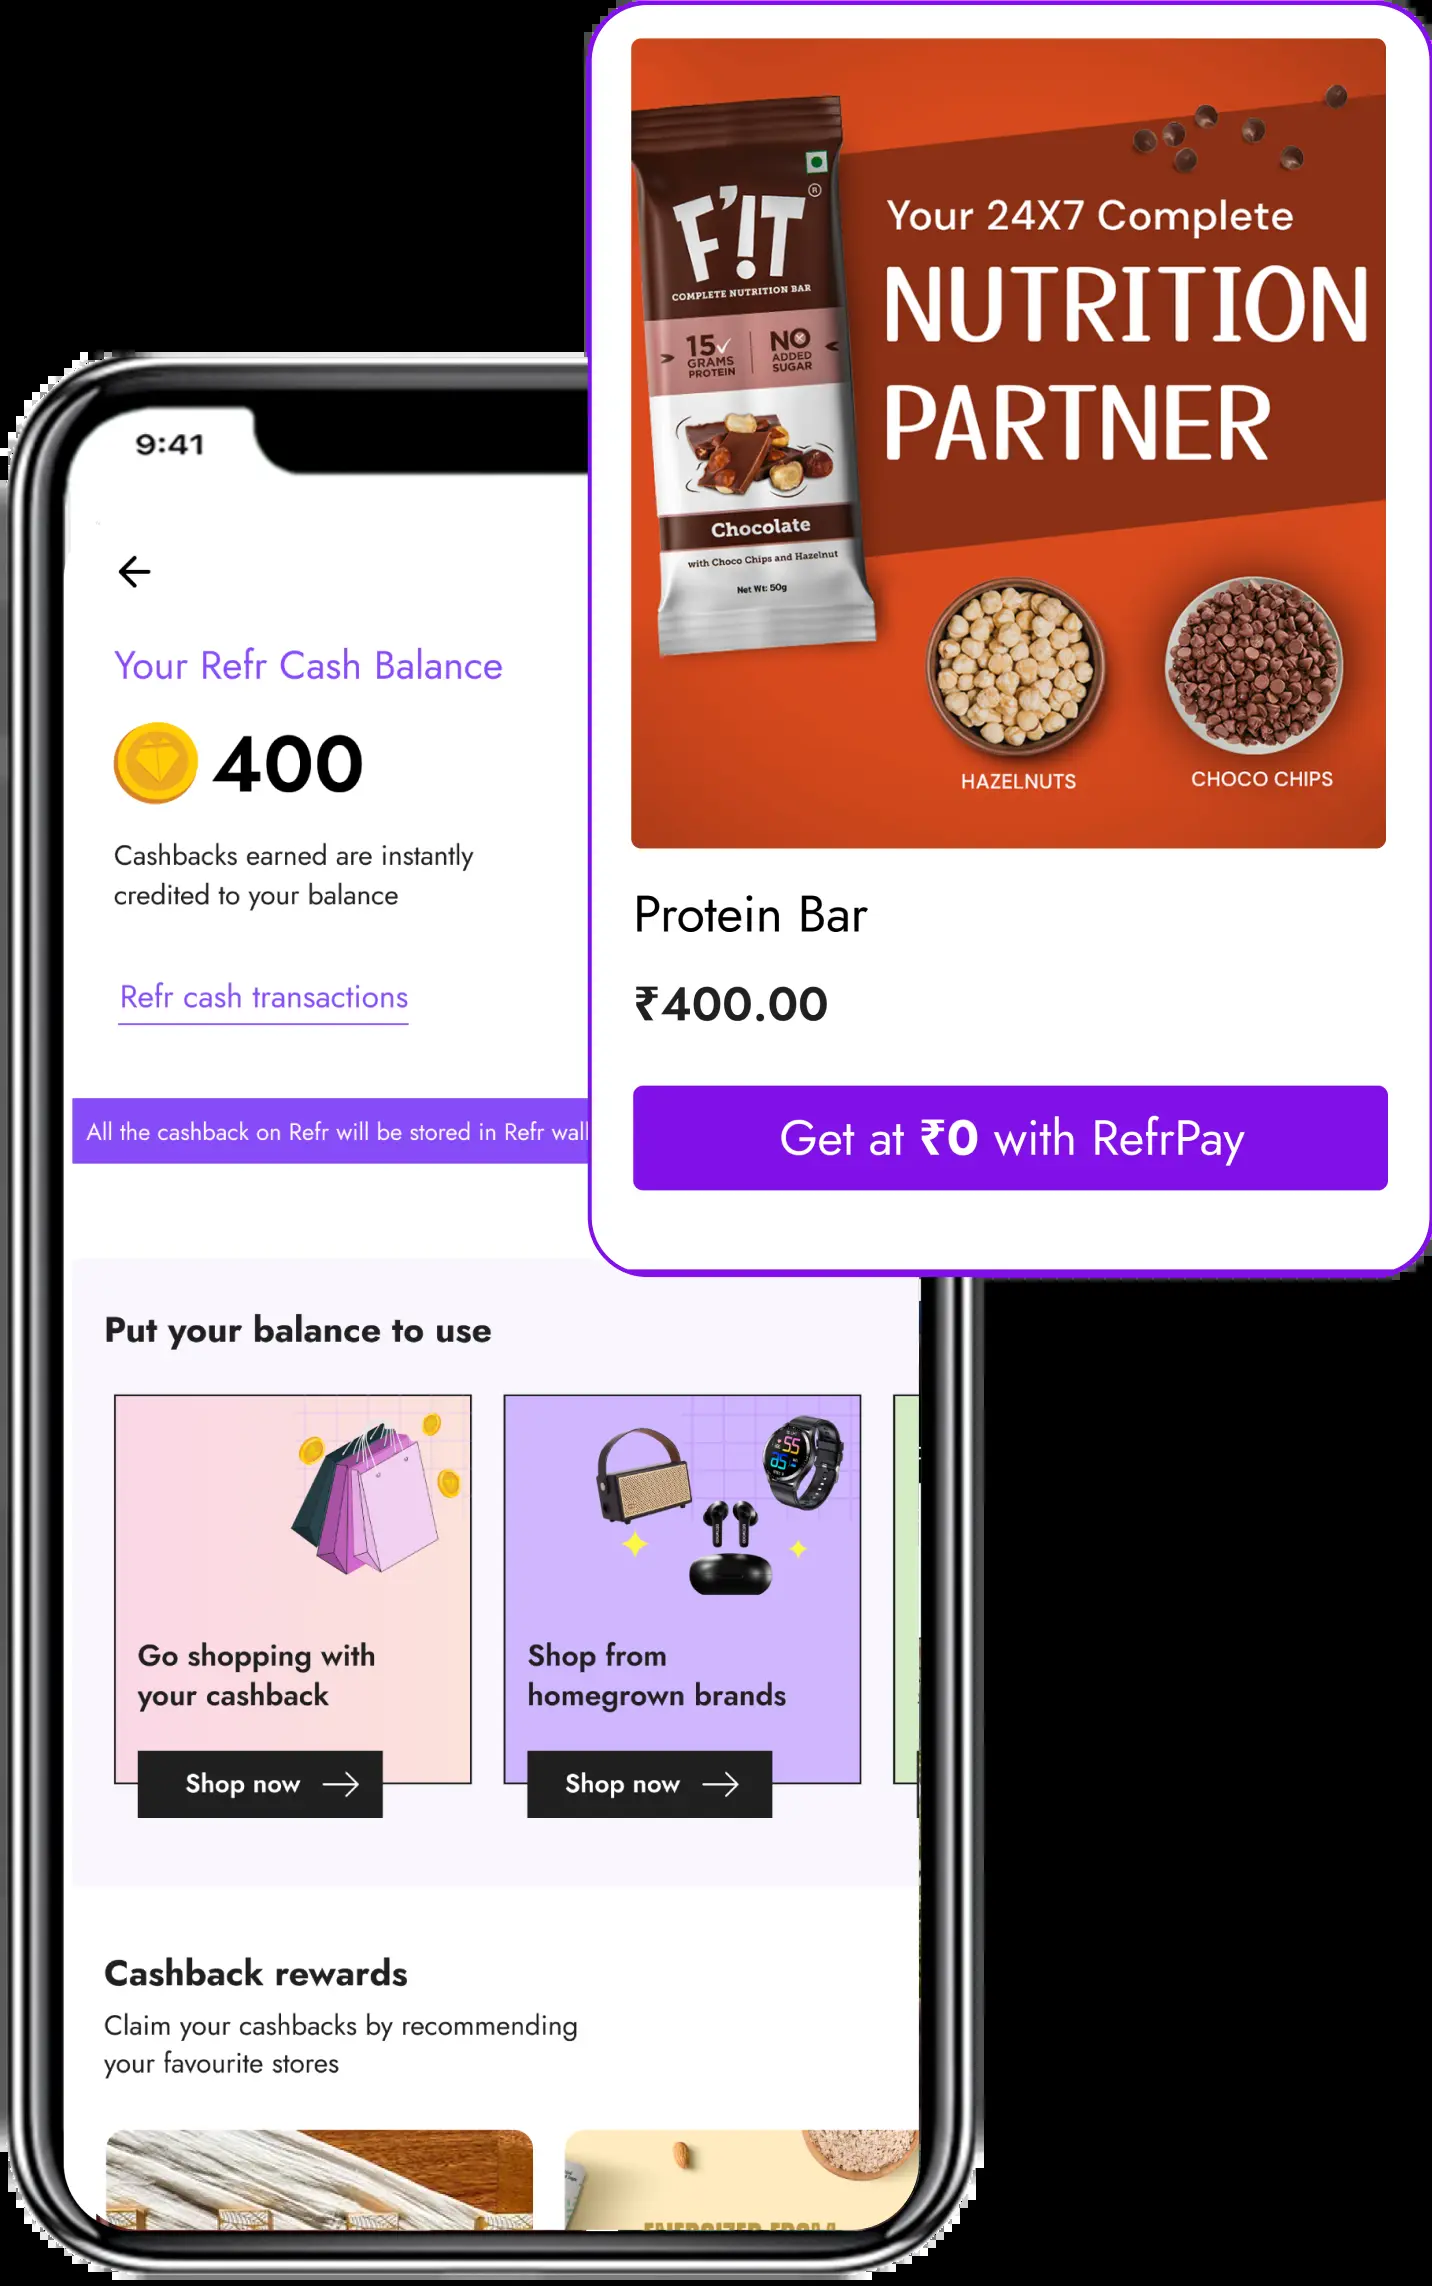 F!T
®
COMPLETE NUTRITION BAR
15
GRAMS
PROTEIN
NO
ADDED
SUGAR
Chocolate
with Choco Chips and Hazelnut
Net Wt: 50g
Your 24X7 Complete
NUTRITION
PARTNER
HAZELNUTS
CHOCO CHIPS
Protein Bar
₹400.00
Get at ₹0 with RefrPay
9:41
Your Refr Cash Balance
400
Cashbacks earned are instantly
credited to your balance
Refr cash transactions
All the cashback on Refr will be stored in Refr wall
Put your balance to use
Go shopping with
your cashback
Shop now
Shop from
homegrown brands
Shop now
Cashback rewards
Claim your cashbacks by recommending
your favourite stores